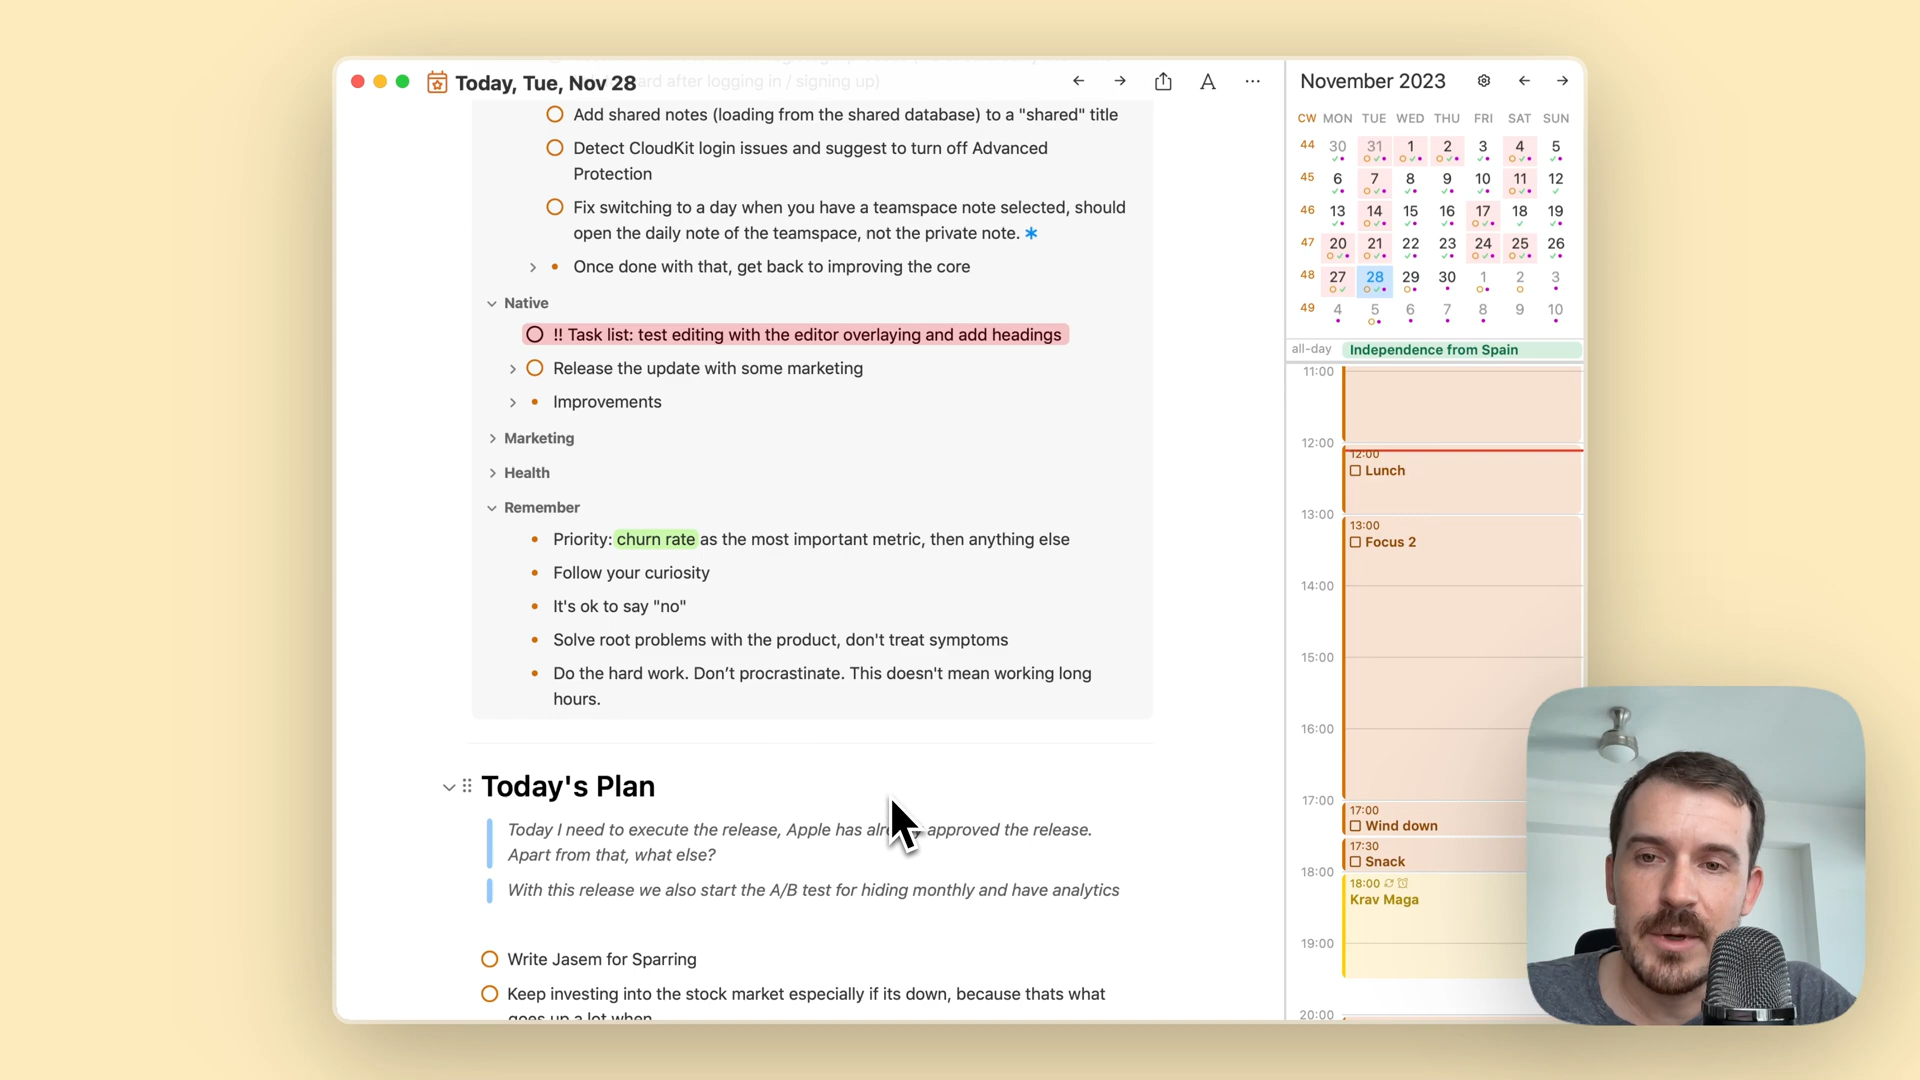 Today, Tue, Nov 28
ard after logging in / signing up)
Add shared notes (loading from the shared database) to a "shared" title
Detect CloudKit login issues and suggest to turn off Advanced
Protection
Fix switching to a day when you have a teamspace note selected, should
open the daily note of the teamspace, not the private note.
Once done with that, get back to improving the core
Native
!! Task list: test editing with the editor overlaying and add headings
Release the update with some marketing
Improvements
Marketing
Health
Remember
Priority: churn rate as the most important metric, then anything else
Follow your curiosity
It's ok to say "no"
Solve root problems with the product, don't treat symptoms
Do the hard work. Don’t procrastinate. This doesn't mean working long
hours.
Today's Plan
Today I need to execute the release, Apple has already approved the release.
Apart from that, what else?
With this release we also start the A/B test for hiding monthly and have analytics
Write Jasem for Sparring
Keep investing into the stock market especially if its down, because thats what
goes up a lot when
November 2023
CW MON TUE WED THU FRI SAT SUN
44 30 31 1 2 3 4 5
45 6 7 8 9 10 11 12
46 13 14 15 16 17 18 19
47 20 21 22 23 24 25 26
48 27 28 29 30 1 2 3
49 4 5 6 7 8 9 10
all-day Independence from Spain
11:00
12:00
12:00
Lunch
13:00
13:00
Focus 2
14:00
15:00
16:00
17:00
17:00
Wind down
17:30
Snack
18:00
18:00
Krav Maga
19:00
20:00